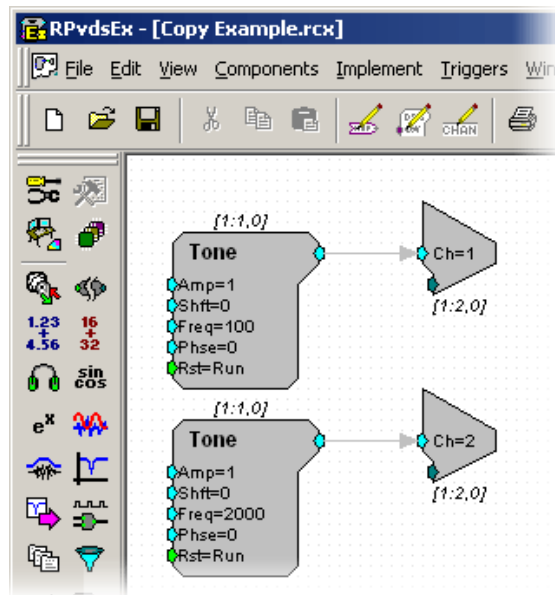 RPvdsEx - [Copy Example.rcx]
File Edit View Components Implement Triggers Win
CHAN
1.23 + 4.56 16 + 32
sin cos
eˣ
[1:1,0]
Tone
Amp=1
Shft=0
Freq=100
Phse=0
Rst=Run
Ch=1
[1:2,0]
[1:1,0]
Tone
Amp=1
Shft=0
Freq=2000
Phse=0
Rst=Run
Ch=2
[1:2,0]